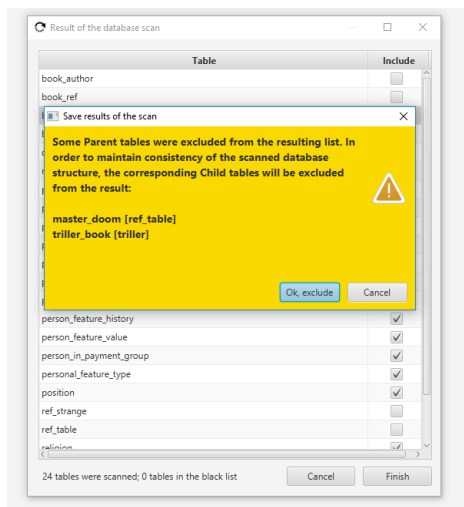 Result of the database scan
Table Include
book_author
book_ref
Save results of the scan
Some Parent tables were excluded from the resulting list. In
order to maintain consistency of the scanned database
structure, the corresponding Child tables will be excluded
from the result:
master_doom [ref_table]
triller_book [triller]
Ok, exclude Cancel
person_feature_history
person_feature_value
person_in_payment_group
personal_feature_type
position
ref_strange
ref_table
religion
24 tables were scanned; 0 tables in the black list Cancel Finish